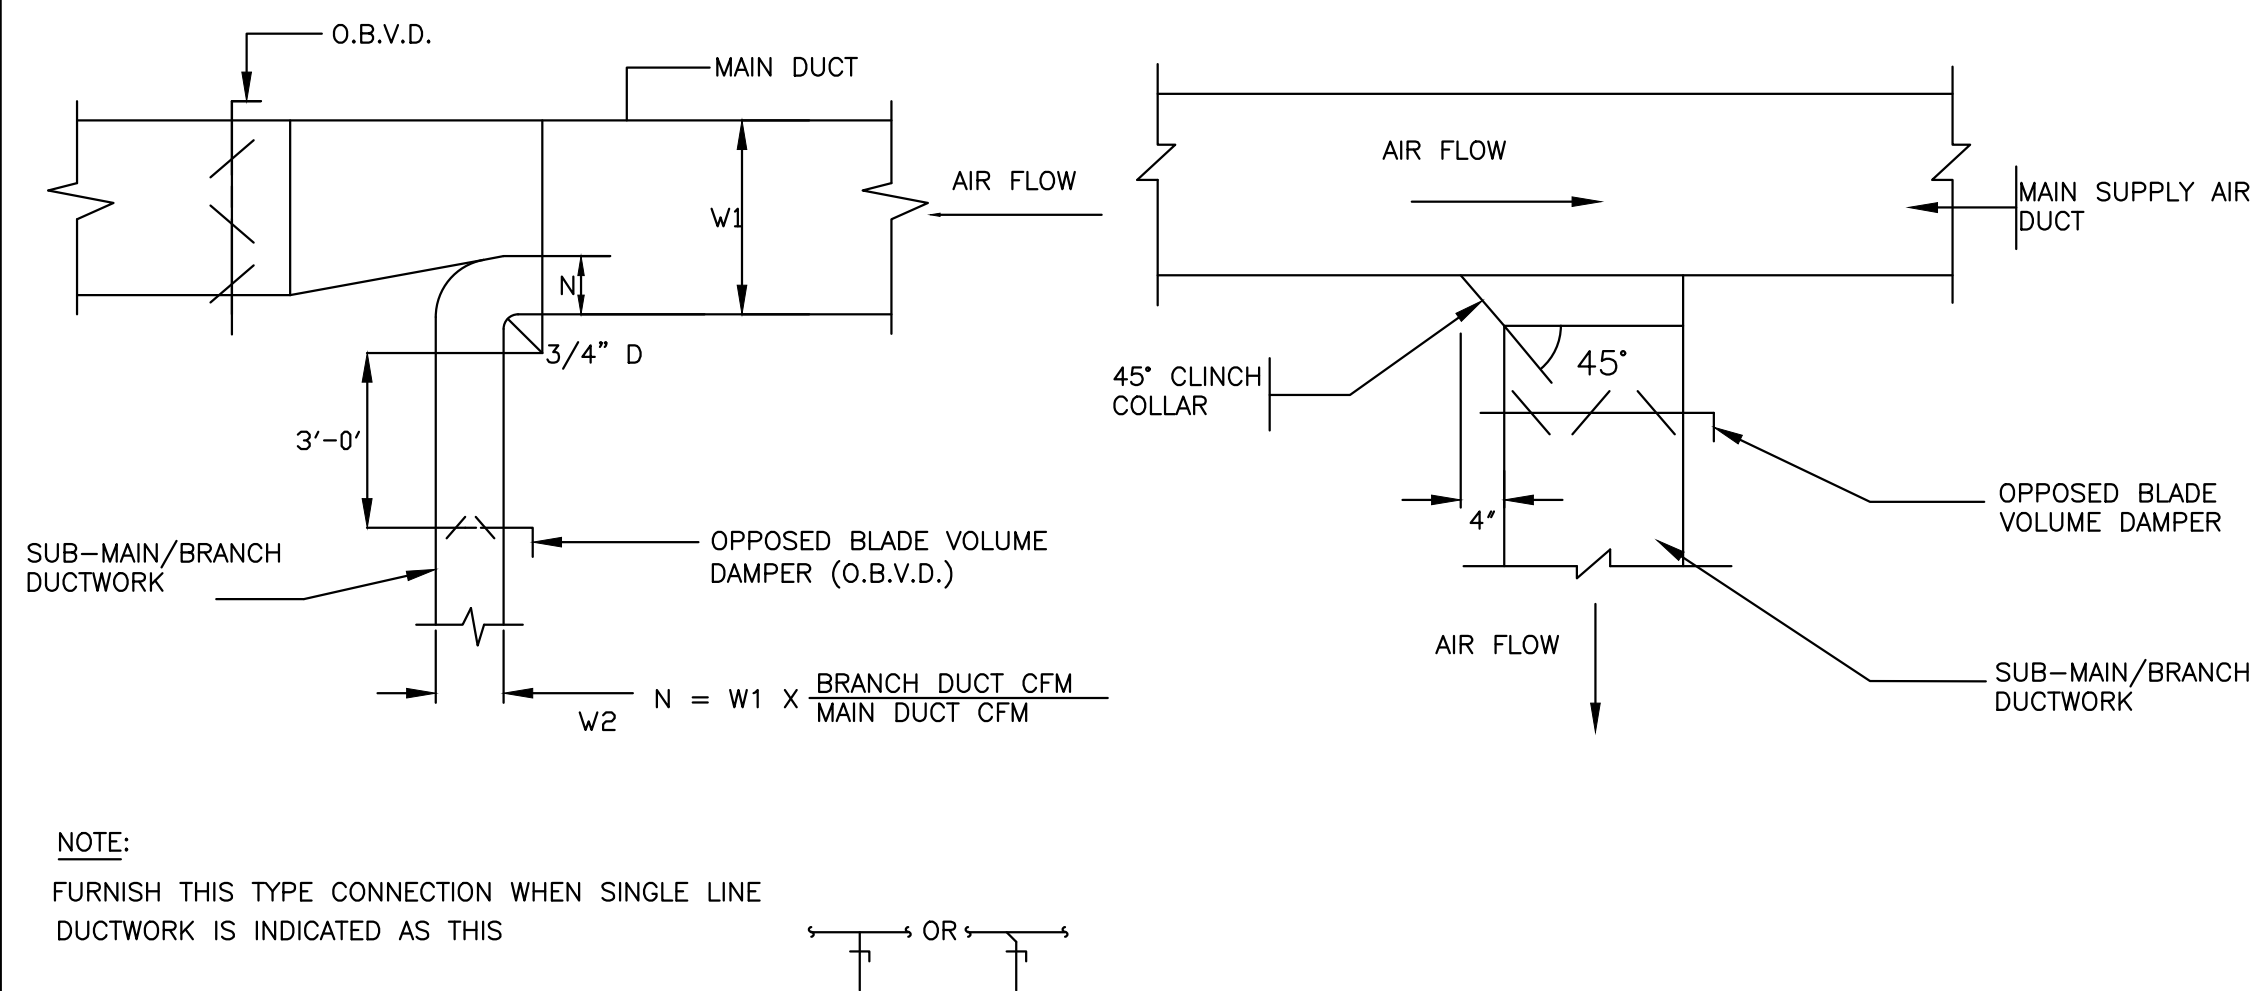 O.B.V.D.
MAIN DUCT
AIR FLOW
W1
N
3/4" D
3'-0'
SUB-MAIN/BRANCH
DUCTWORK
OPPOSED BLADE VOLUME
DAMPER (O.B.V.D.)
W2
N = W1 X BRANCH DUCT CFM
MAIN DUCT CFM
AIR FLOW
MAIN SUPPLY AIR
DUCT
45° CLINCH
COLLAR
45°
4"
OPPOSED BLADE
VOLUME DAMPER
AIR FLOW
SUB-MAIN/BRANCH
DUCTWORK
NOTE:
FURNISH THIS TYPE CONNECTION WHEN SINGLE LINE
DUCTWORK IS INDICATED AS THIS
OR